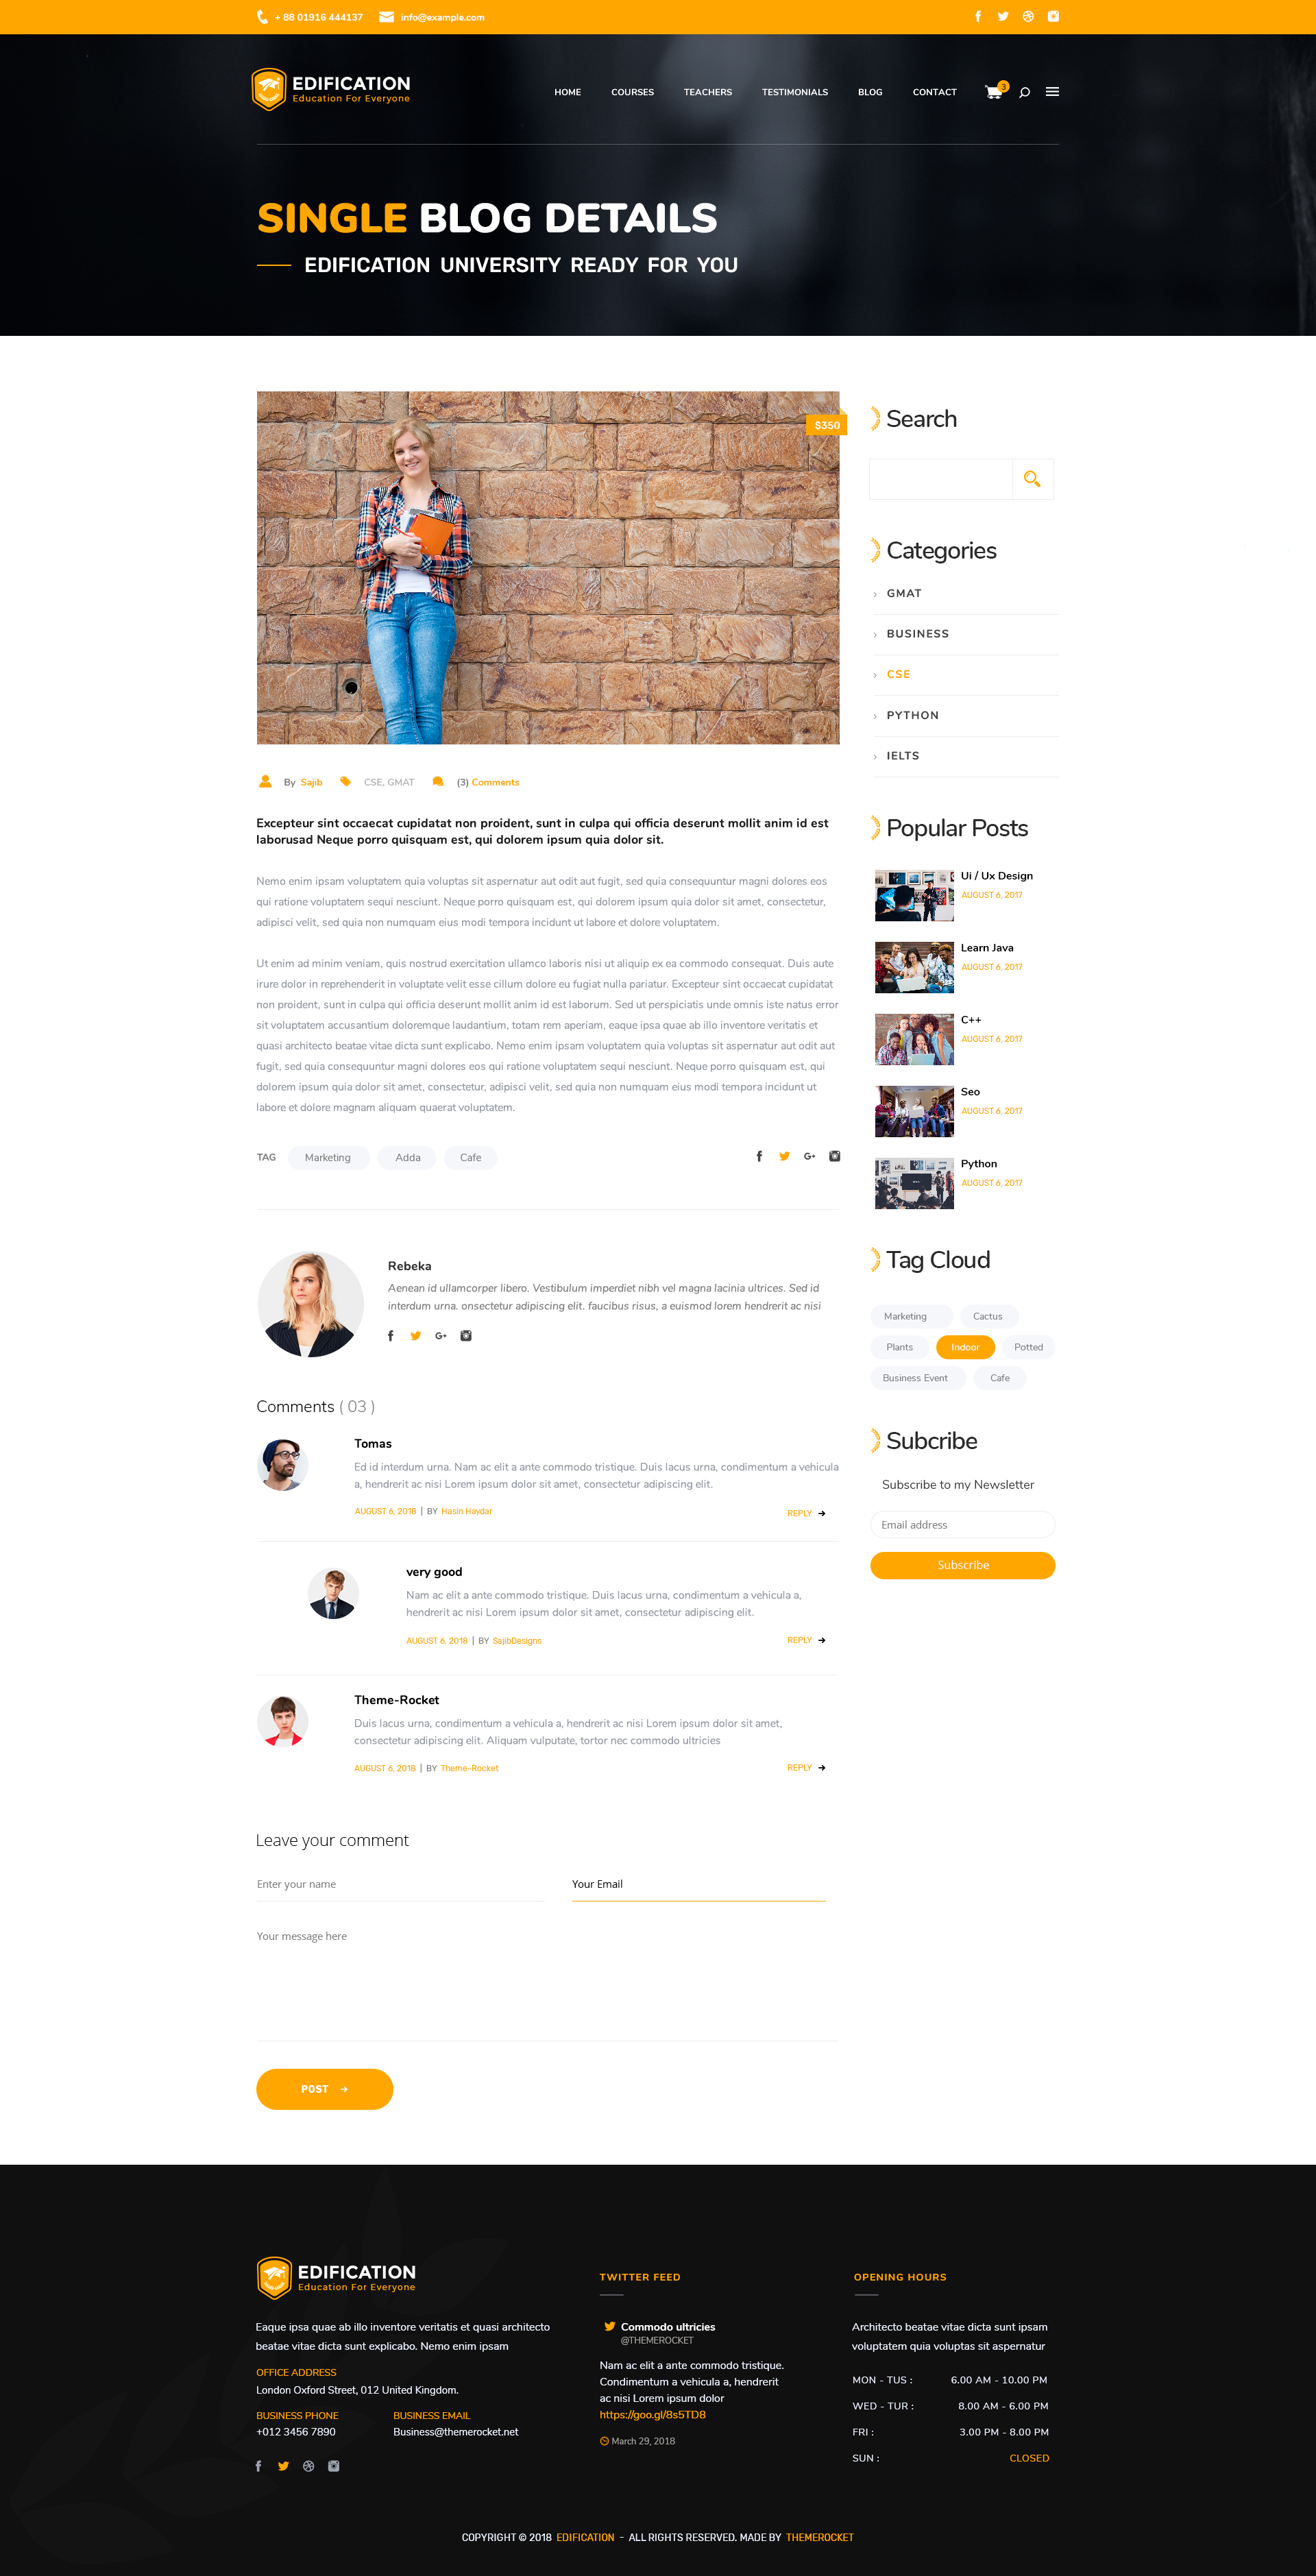 + 88 01916 444137 info@example.com
EDIFICATION
Education For Everyone
HOME COURSES TEACHERS TESTIMONIALS BLOG CONTACT 3
SINGLE BLOG DETAILS
EDIFICATION UNIVERSITY READY FOR YOU
$350
By Sajib CSE, GMAT (3) Comments
Excepteur sint occaecat cupidatat non proident, sunt in culpa qui officia deserunt mollit anim id est
laborusad Neque porro quisquam est, qui dolorem ipsum quia dolor sit.
Nemo enim ipsam voluptatem quia voluptas sit aspernatur aut odit aut fugit, sed quia consequuntur magni dolores eos
qui ratione voluptatem sequi nesciunt. Neque porro quisquam est, qui dolorem ipsum quia dolor sit amet, consectetur,
adipisci velit, sed quia non numquam eius modi tempora incidunt ut labore et dolore voluptatem.
Ut enim ad minim veniam, quis nostrud exercitation ullamco laboris nisi ut aliquip ex ea commodo consequat. Duis aute
irure dolor in reprehenderit in voluptate velit esse cillum dolore eu fugiat nulla pariatur. Excepteur sint occaecat cupidatat
non proident, sunt in culpa qui officia deserunt mollit anim id est laborum. Sed ut perspiciatis unde omnis iste natus error
sit voluptatem accusantium doloremque laudantium, totam rem aperiam, eaque ipsa quae ab illo inventore veritatis et
quasi architecto beatae vitae dicta sunt explicabo. Nemo enim ipsam voluptatem quia voluptas sit aspernatur aut odit aut
fugit, sed quia consequuntur magni dolores eos qui ratione voluptatem sequi nesciunt. Neque porro quisquam est, qui
dolorem ipsum quia dolor sit amet, consectetur, adipisci velit, sed quia non numquam eius modi tempora incidunt ut
labore et dolore magnam aliquam quaerat voluptatem.
TAG Marketing Adda Cafe
Rebeka
Aenean id ullamcorper libero. Vestibulum imperdiet nibh vel magna lacinia ultrices. Sed id
interdum urna. onsectetur adipiscing elit. faucibus risus, a euismod lorem hendrerit ac nisi
Comments ( 03 )
Tomas
Ed id interdum urna. Nam ac elit a ante commodo tristique. Duis lacus urna, condimentum a vehicula
a, hendrerit ac nisi Lorem ipsum dolor sit amet, consectetur adipiscing elit.
AUGUST 6, 2018 | BY Hasin Haydar REPLY
very good
Nam ac elit a ante commodo tristique. Duis lacus urna, condimentum a vehicula a,
hendrerit ac nisi Lorem ipsum dolor sit amet, consectetur adipiscing elit.
AUGUST 6, 2018 | BY SajibDesigns REPLY
Theme-Rocket
Duis lacus urna, condimentum a vehicula a, hendrerit ac nisi Lorem ipsum dolor sit amet,
consectetur adipiscing elit. Aliquam vulputate, tortor nec commodo ultricies
AUGUST 6, 2018 | BY Theme-Rocket REPLY
Leave your comment
Enter your name Your Email
Your message here
POST
Search
Categories
GMAT
BUSINESS
CSE
PYTHON
IELTS
Popular Posts
Ui / Ux Design
AUGUST 6, 2017
Learn Java
AUGUST 6, 2017
C++
AUGUST 6, 2017
Seo
AUGUST 6, 2017
Python
AUGUST 6, 2017
Tag Cloud
Marketing Cactus
Plants Indoor Potted
Business Event Cafe
Subcribe
Subscribe to my Newsletter
Email address
Subscribe
EDIFICATION
Education For Everyone
Eaque ipsa quae ab illo inventore veritatis et quasi architecto
beatae vitae dicta sunt explicabo. Nemo enim ipsam
OFFICE ADDRESS
London Oxford Street, 012 United Kingdom.
BUSINESS PHONE BUSINESS EMAIL
+012 3456 7890 Business@themerocket.net
TWITTER FEED
Commodo ultricies
@THEMEROCKET
Nam ac elit a ante commodo tristique.
Condimentum a vehicula a, hendrerit
ac nisi Lorem ipsum dolor
https://goo.gl/8s5TD8
March 29, 2018
OPENING HOURS
Architecto beatae vitae dicta sunt ipsam
voluptatem quia voluptas sit aspernatur
MON - TUS : 6.00 AM - 10.00 PM
WED - TUR : 8.00 AM - 6.00 PM
FRI : 3.00 PM - 8.00 PM
SUN : CLOSED
COPYRIGHT © 2018 EDIFICATION - ALL RIGHTS RESERVED. MADE BY THEMEROCKET